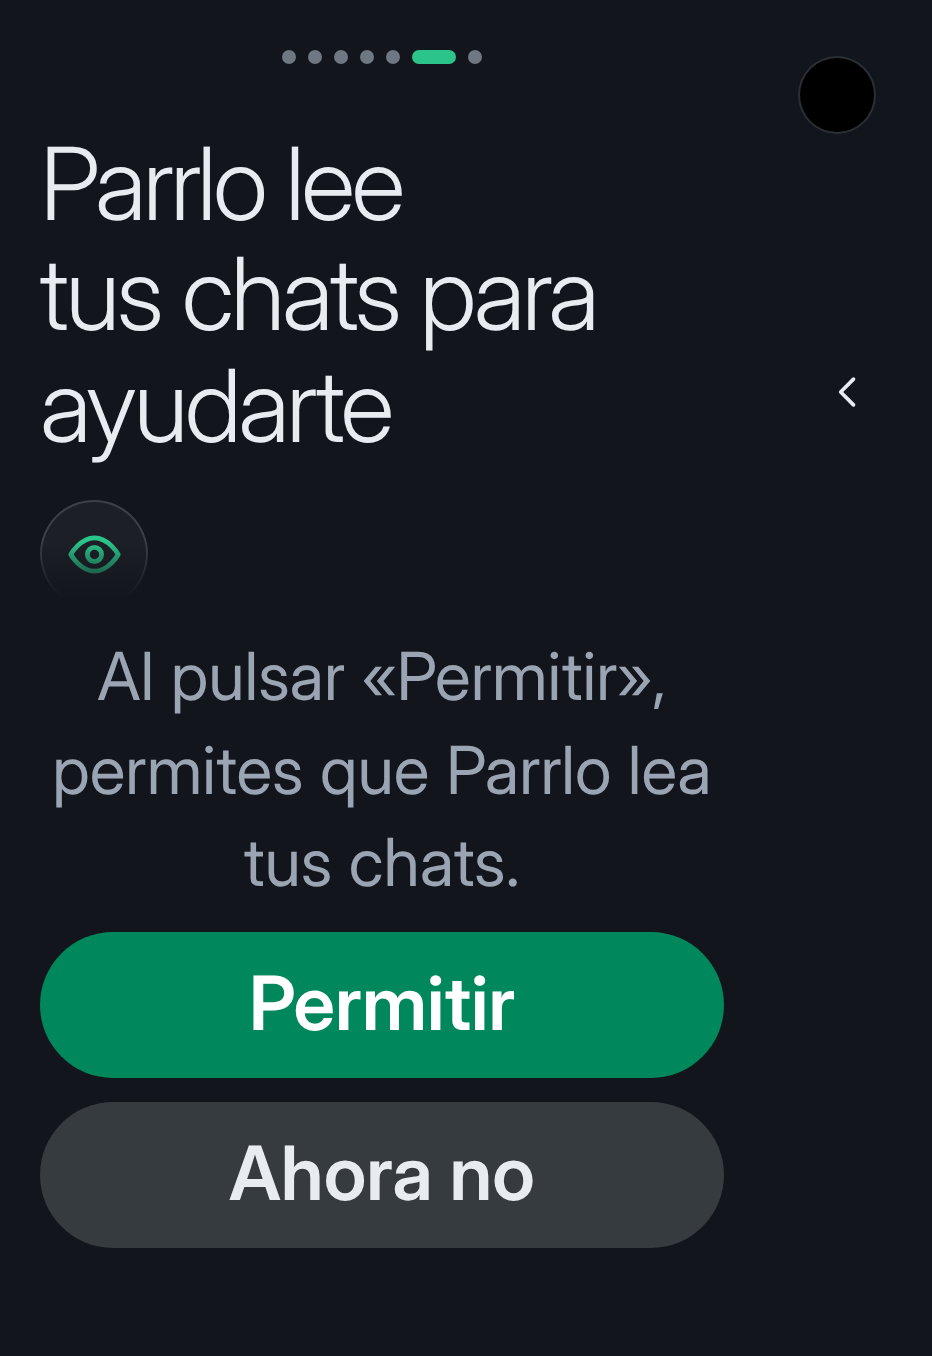 Parrlo lee
tus chats para
ayudarte
Al pulsar «Permitir»,
permites que Parrlo lea
tus chats.
Permitir
Ahora no